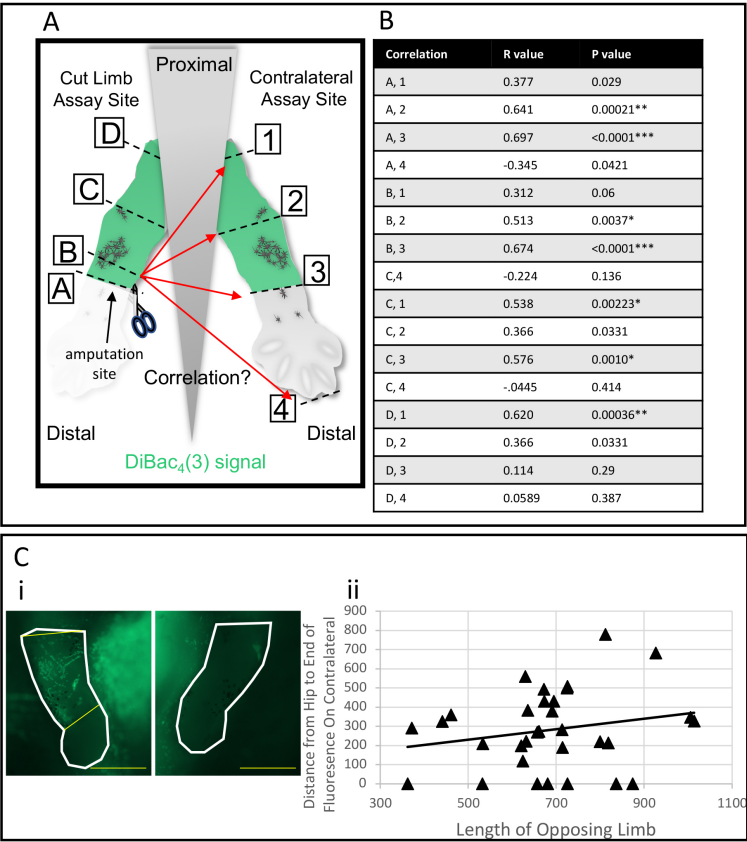 A
Proximal
Cut Limb
Assay Site
Contralateral
Assay Site
D
1
C
2
B
3
A
amputation
site
Correlation?
4
Distal
Distal
DiBac4(3) signal
B
Correlation R value P value
A, 1 0.377 0.029
A, 2 0.641 0.00021**
A, 3 0.697 <0.0001***
A, 4 -0.345 0.0421
B, 1 0.312 0.06
B, 2 0.513 0.0037*
B, 3 0.674 <0.0001***
C,4 -0.224 0.136
C, 1 0.538 0.00223*
C, 2 0.366 0.0331
C, 3 0.576 0.0010*
C, 4 -.0445 0.414
D, 1 0.620 0.00036**
D, 2 0.366 0.0331
D, 3 0.114 0.29
D, 4 0.0589 0.387
C
i
ii
Distance from Hip to End of
Fluoresence On Contralateral
900
800
700
600
500
400
300
200
100
0
300 500 700 900 1100
Length of Opposing Limb